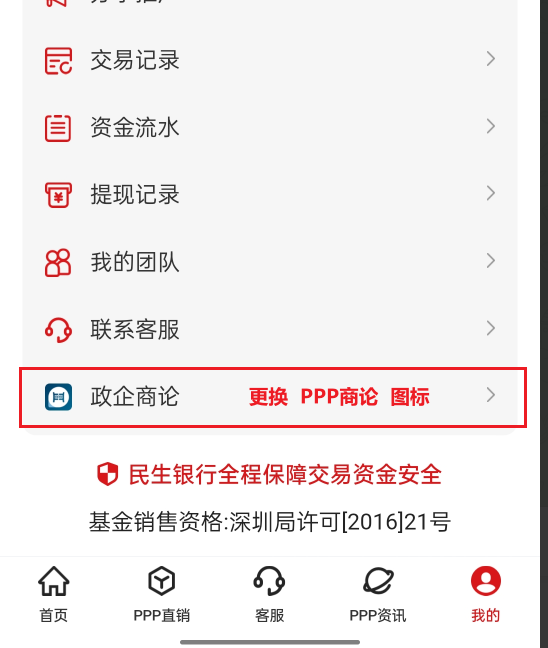 交易记录
资金流水
提现记录
我的团队
联系客服
政企商论 更换 PPP商论 图标
民生银行全程保障交易资金安全
基金销售资格:深圳局许可[2016]21号
首页 PPP直销 客服 PPP资讯 我的